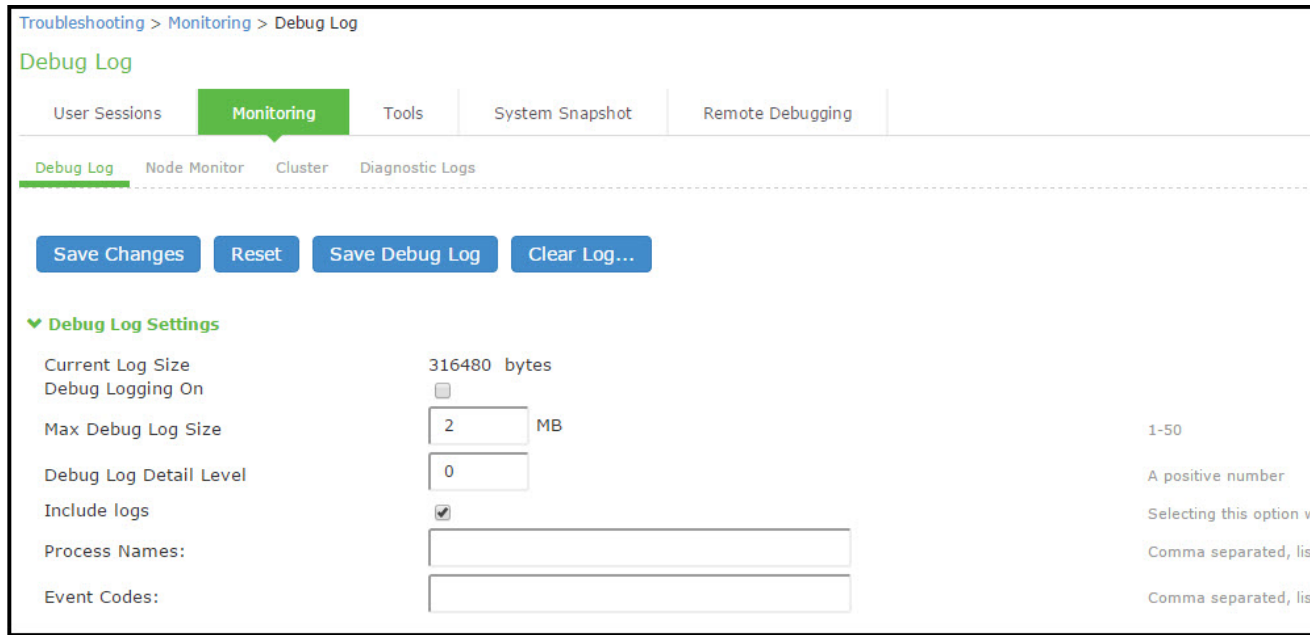 Troubleshooting > Monitoring > Debug Log
Debug Log
User Sessions Monitoring Tools System Snapshot Remote Debugging
Debug Log Node Monitor Cluster Diagnostic Logs
Save Changes Reset Save Debug Log Clear Log...
Debug Log Settings
Current Log Size 316480 bytes
Debug Logging On
Max Debug Log Size 2 MB 1-50
Debug Log Detail Level 0 A positive number
Include logs Selecting this option
Process Names: Comma separated,
Event Codes: Comma separated,